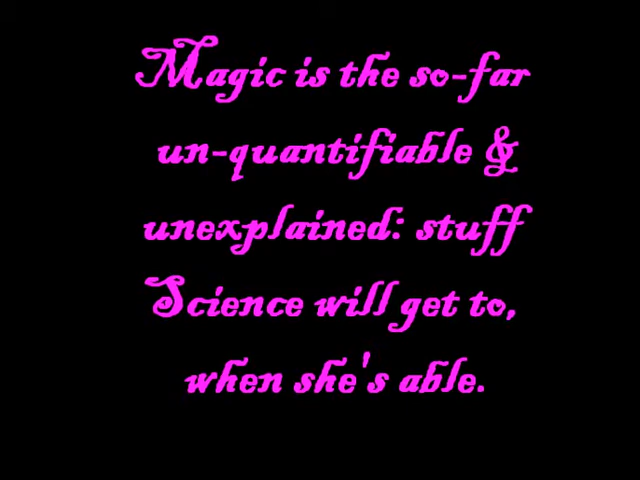 Magic is the so-far
un-quantifiable &
unexplained: stuff
Science will get to,
when she's able.